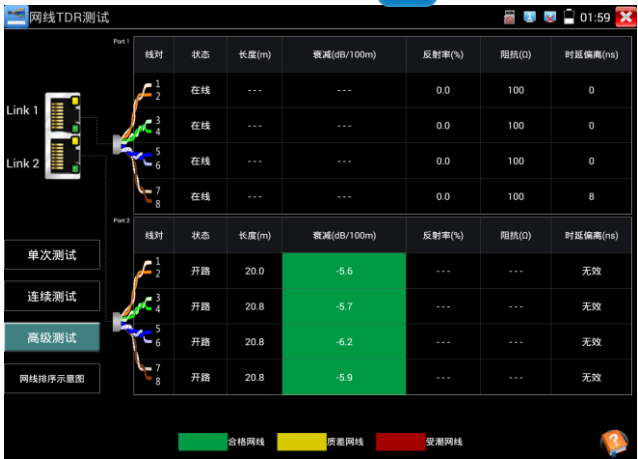 网线TDR测试
01:59
Port 1
线对 状态 长度(m) 衰减(dB/100m) 反射率(%) 阻抗(Ω) 时延偏离(ns)
1 2 在线 --- --- 0.0 100 0
3 4 在线 --- --- 0.0 100 0
5 6 在线 --- --- 0.0 100 0
7 8 在线 --- --- 0.0 100 8
Link 1
Link 2
Port 2
线对 状态 长度(m) 衰减(dB/100m) 反射率(%) 阻抗(Ω) 时延偏离(ns)
1 2 开路 20.0 -5.6 --- --- 无效
3 4 开路 20.8 -5.7 --- --- 无效
5 6 开路 20.8 -6.2 --- --- 无效
7 8 开路 20.8 -5.9 --- --- 无效
单次测试
连续测试
高级测试
网线排序示意图
合格网线 质差网线 受潮网线